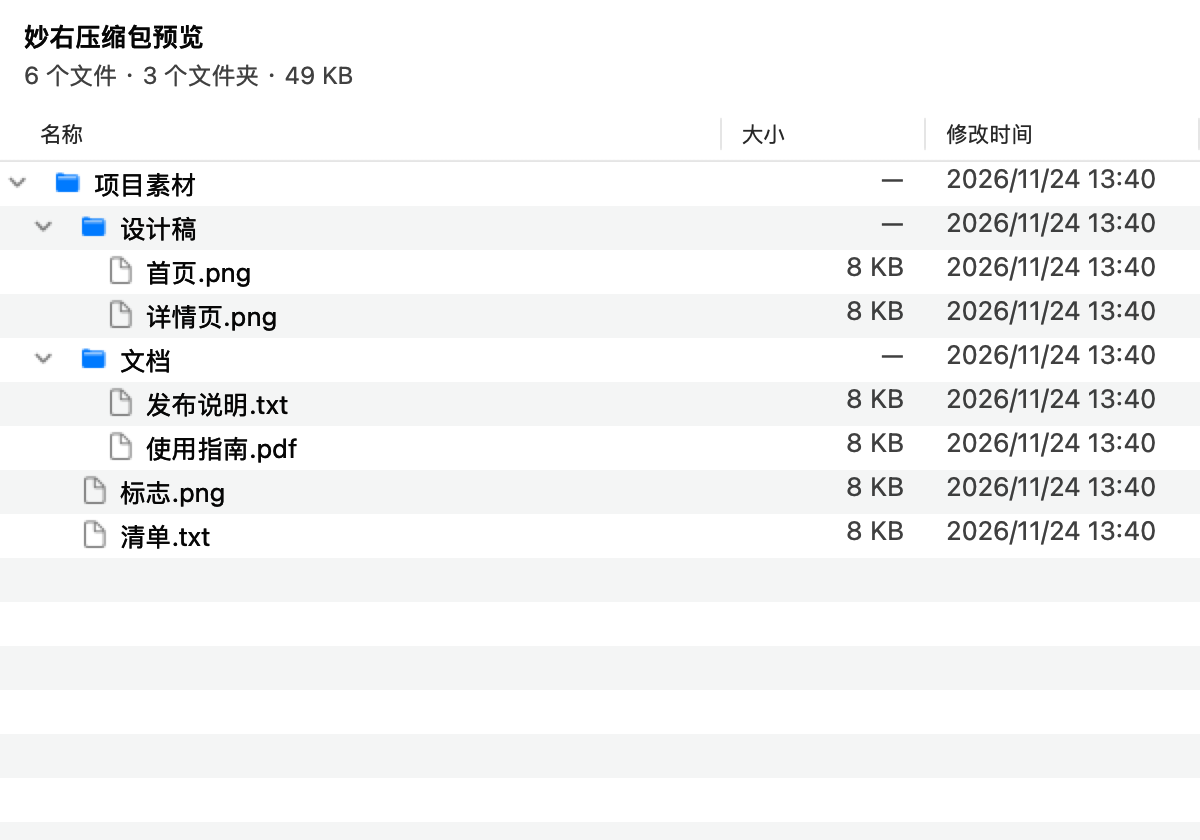 妙右压缩包预览
6 个文件 · 3 个文件夹 · 49 KB
名称 大小 修改时间
项目素材 — 2026/11/24 13:40
设计稿 — 2026/11/24 13:40
首页.png 8 KB 2026/11/24 13:40
详情页.png 8 KB 2026/11/24 13:40
文档 — 2026/11/24 13:40
发布说明.txt 8 KB 2026/11/24 13:40
使用指南.pdf 8 KB 2026/11/24 13:40
标志.png 8 KB 2026/11/24 13:40
清单.txt 8 KB 2026/11/24 13:40